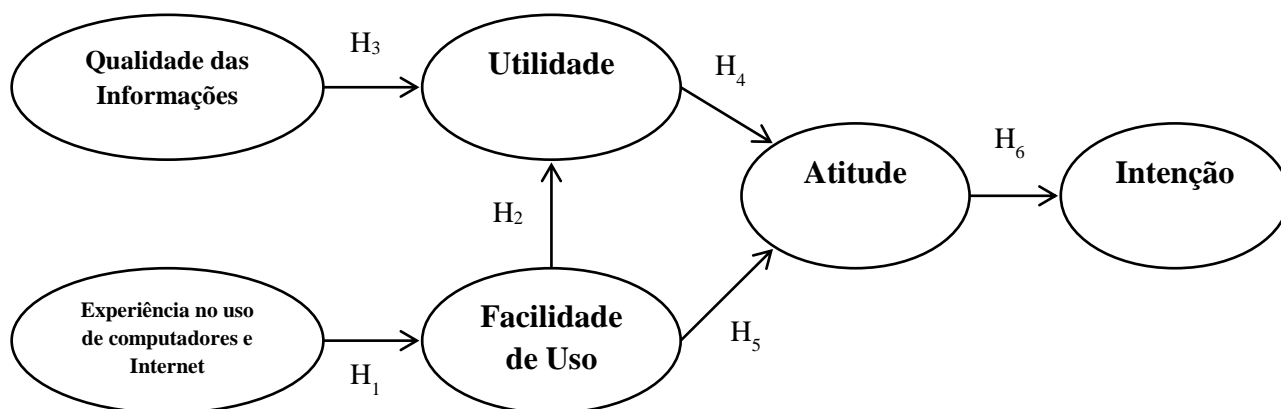 Qualidade das
Informações
H3
Utilidade
H4
Atitude
H6
Intenção
H2
Experiência no uso
de computadores e
Internet
H1
Facilidade
de Uso
H5